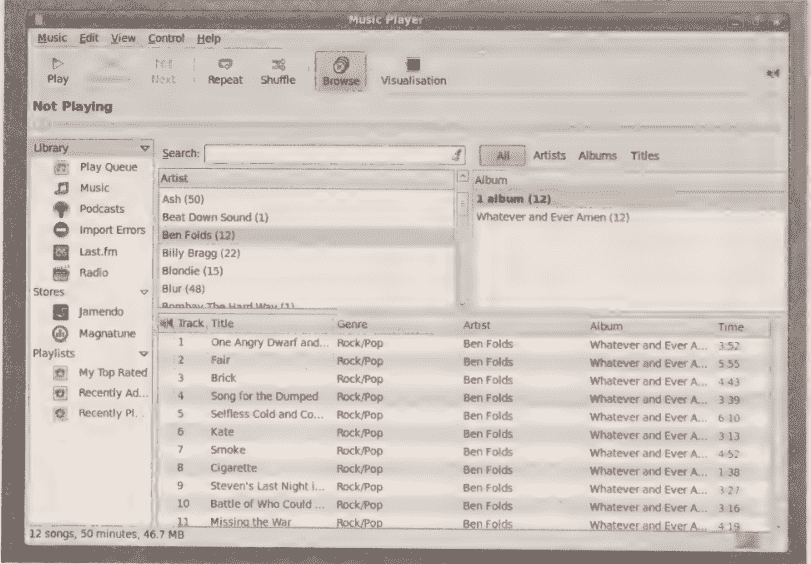 Music Player
Music Edit View Control Help
Play Next Repeat Shuffle Browse Visualisation
Not Playing
Library
Play Queue
Music
Podcasts
Import Errors
Last.fm
Radio
Stores
Jamendo
Magnatune
Playlists
My Top Rated
Recently Ad...
Recently Pl...
Search: All Artists Albums Titles
Artist
Ash (50)
Beat Down Sound (1)
Ben Folds (12)
Billy Bragg (22)
Blondie (15)
Blur (48)
Bombay The Hard Way (1)
Album
1 album (12)
Whatever and Ever Amen (12)
Track Title Genre Artist Album Time
1 One Angry Dwarf and... Rock/Pop Ben Folds Whatever and Ever A... 3:52
2 Fair Rock/Pop Ben Folds Whatever and Ever A... 5:55
3 Brick Rock/Pop Ben Folds Whatever and Ever A... 4:43
4 Song for the Dumped Rock/Pop Ben Folds Whatever and Ever A... 3:39
5 Selfless Cold and Co... Rock/Pop Ben Folds Whatever and Ever A... 6:10
6 Kate Rock/Pop Ben Folds Whatever and Ever A... 3:13
7 Smoke Rock/Pop Ben Folds Whatever and Ever A... 4:52
8 Cigarette Rock/Pop Ben Folds Whatever and Ever A... 1:38
9 Steven's Last Night i... Rock/Pop Ben Folds Whatever and Ever A... 3:27
10 Battle of Who Could ... Rock/Pop Ben Folds Whatever and Ever A... 3:16
11 Missing the War Rock/Pop Ben Folds Whatever and Ever A... 4:19
12 songs, 50 minutes, 46.7 MB